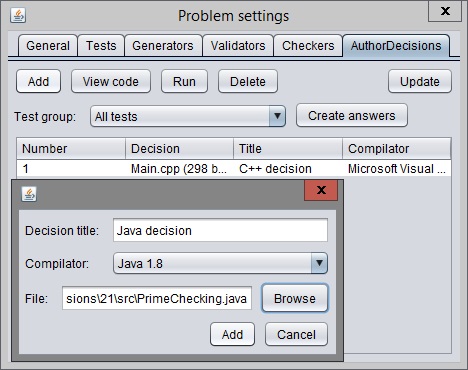 Problem settings
General Tests Generators Validators Checkers AuthorDecisions
Add View code Run Delete Update
Test group: All tests Create answers
Number Decision Title Compilator
1 Main.cpp (298 b... C++ decision Microsoft Visual ...
Decision title: Java decision
Compilator: Java 1.8
File: sions\21\src\PrimeChecking.java Browse
Add Cancel